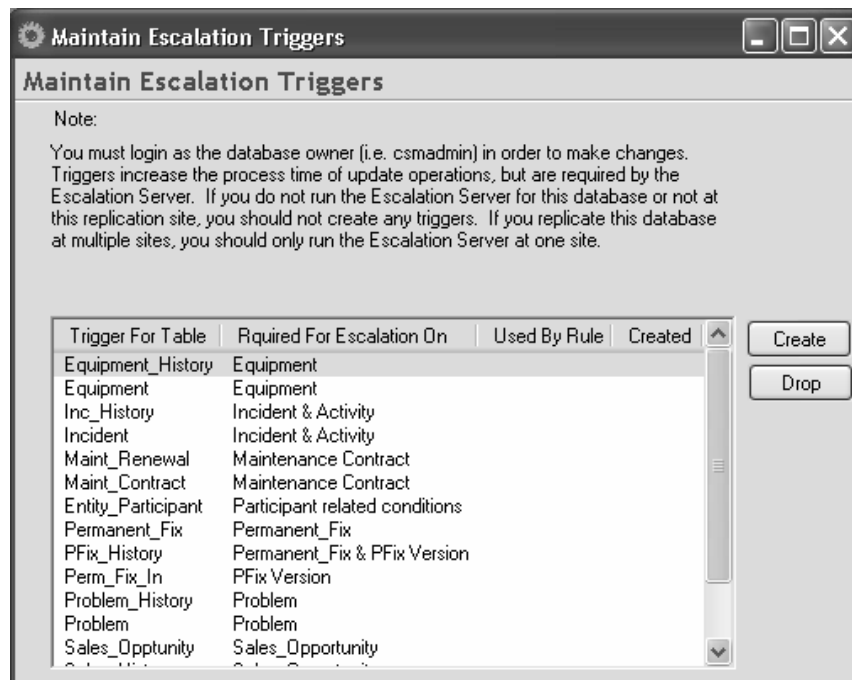 Maintain Escalation Triggers
Maintain Escalation Triggers
Note:
You must login as the database owner (i.e. csmadmin) in order to make changes.
Triggers increase the process time of update operations, but are required by the
Escalation Server. If you do not run the Escalation Server for this database or not at
this replication site, you should not create any triggers. If you replicate this database
at multiple sites, you should only run the Escalation Server at one site.
Trigger For Table Rquired For Escalation On Used By Rule Created
Create
Equipment_History Equipment
Drop
Equipment Equipment
Inc_History Incident & Activity
Incident Incident & Activity
Maint_Renewal Maintenance Contract
Maint_Contract Maintenance Contract
Entity_Participant Participant related conditions
Permanent_Fix Permanent_Fix
PFix_History Permanent_Fix & PFix Version
Perm_Fix_In PFix Version
Problem_History Problem
Problem Problem
Sales_Opptunity Sales_Opportunity